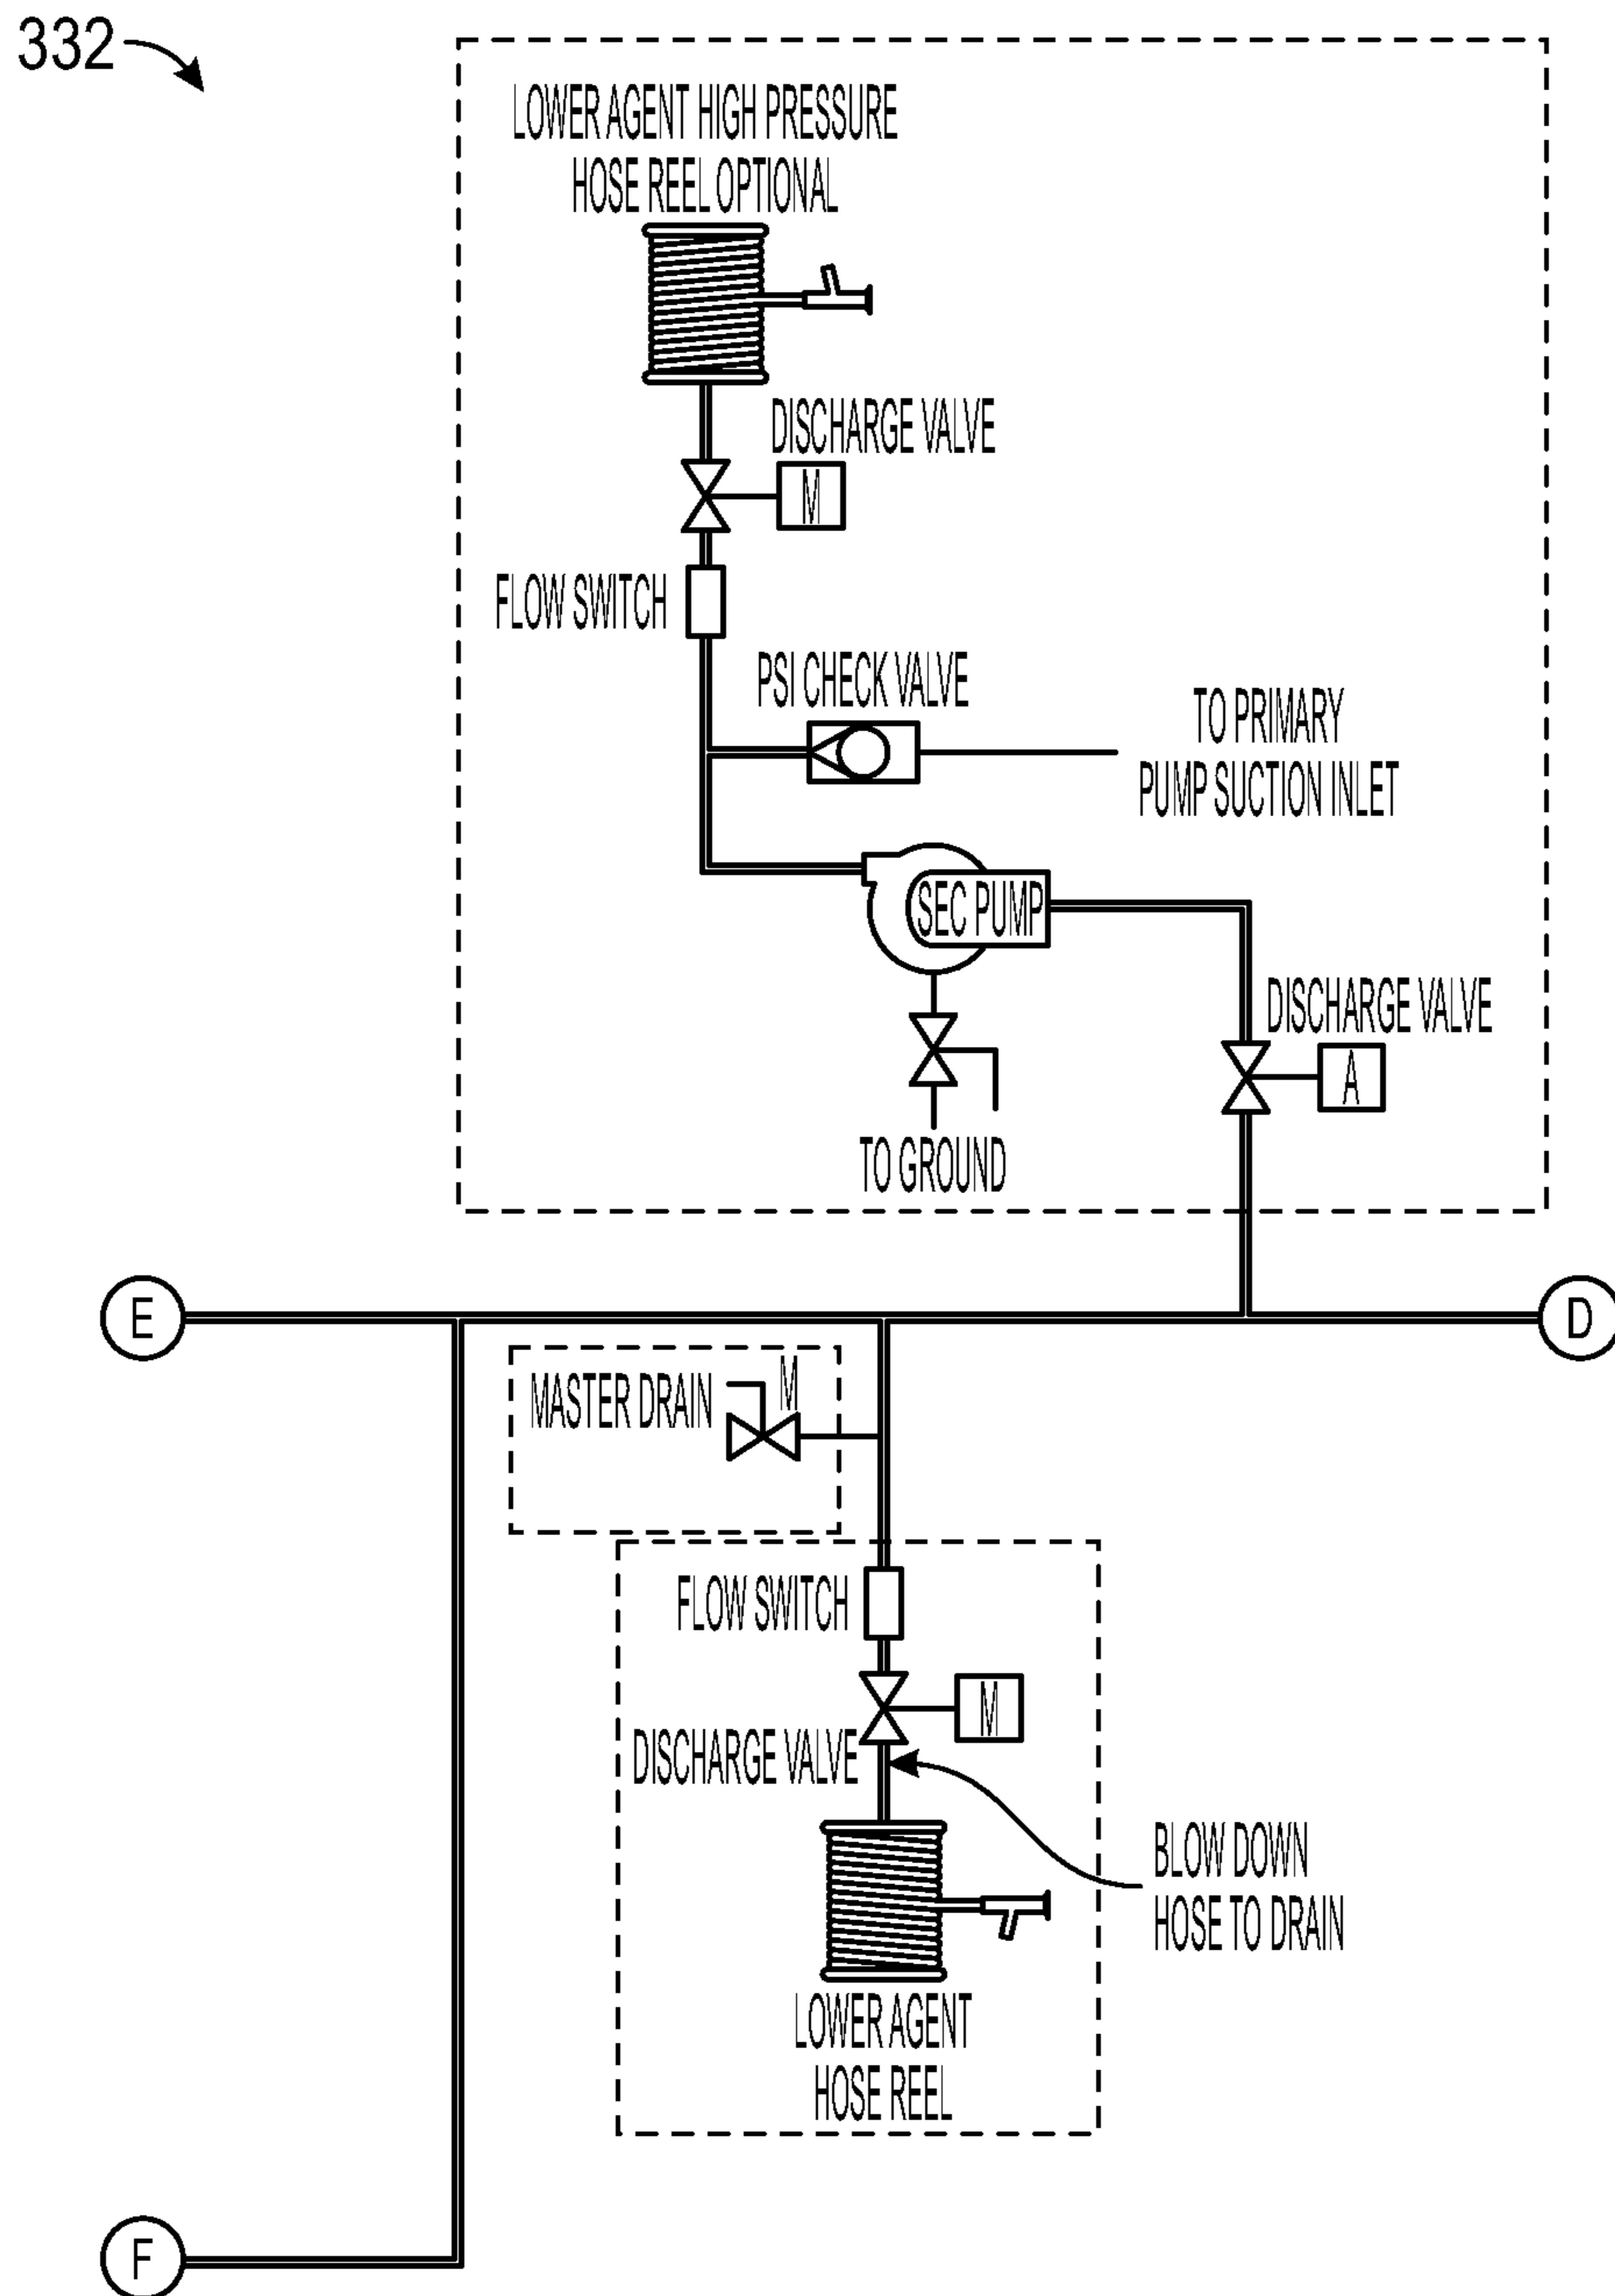 332
LOWER AGENT HIGH PRESSURE
HOSE REEL OPTIONAL
DISCHARGE VALVE
M
FLOW SWITCH
PSI CHECK VALVE
TO PRIMARY
PUMP SUCTION INLET
SEC PUMP
DISCHARGE VALVE
A
TO GROUND
E
D
MASTER DRAIN
M
FLOW SWITCH
M
DISCHARGE VALVE
BLOW DOWN
HOSE TO DRAIN
LOWER AGENT
HOSE REEL
F